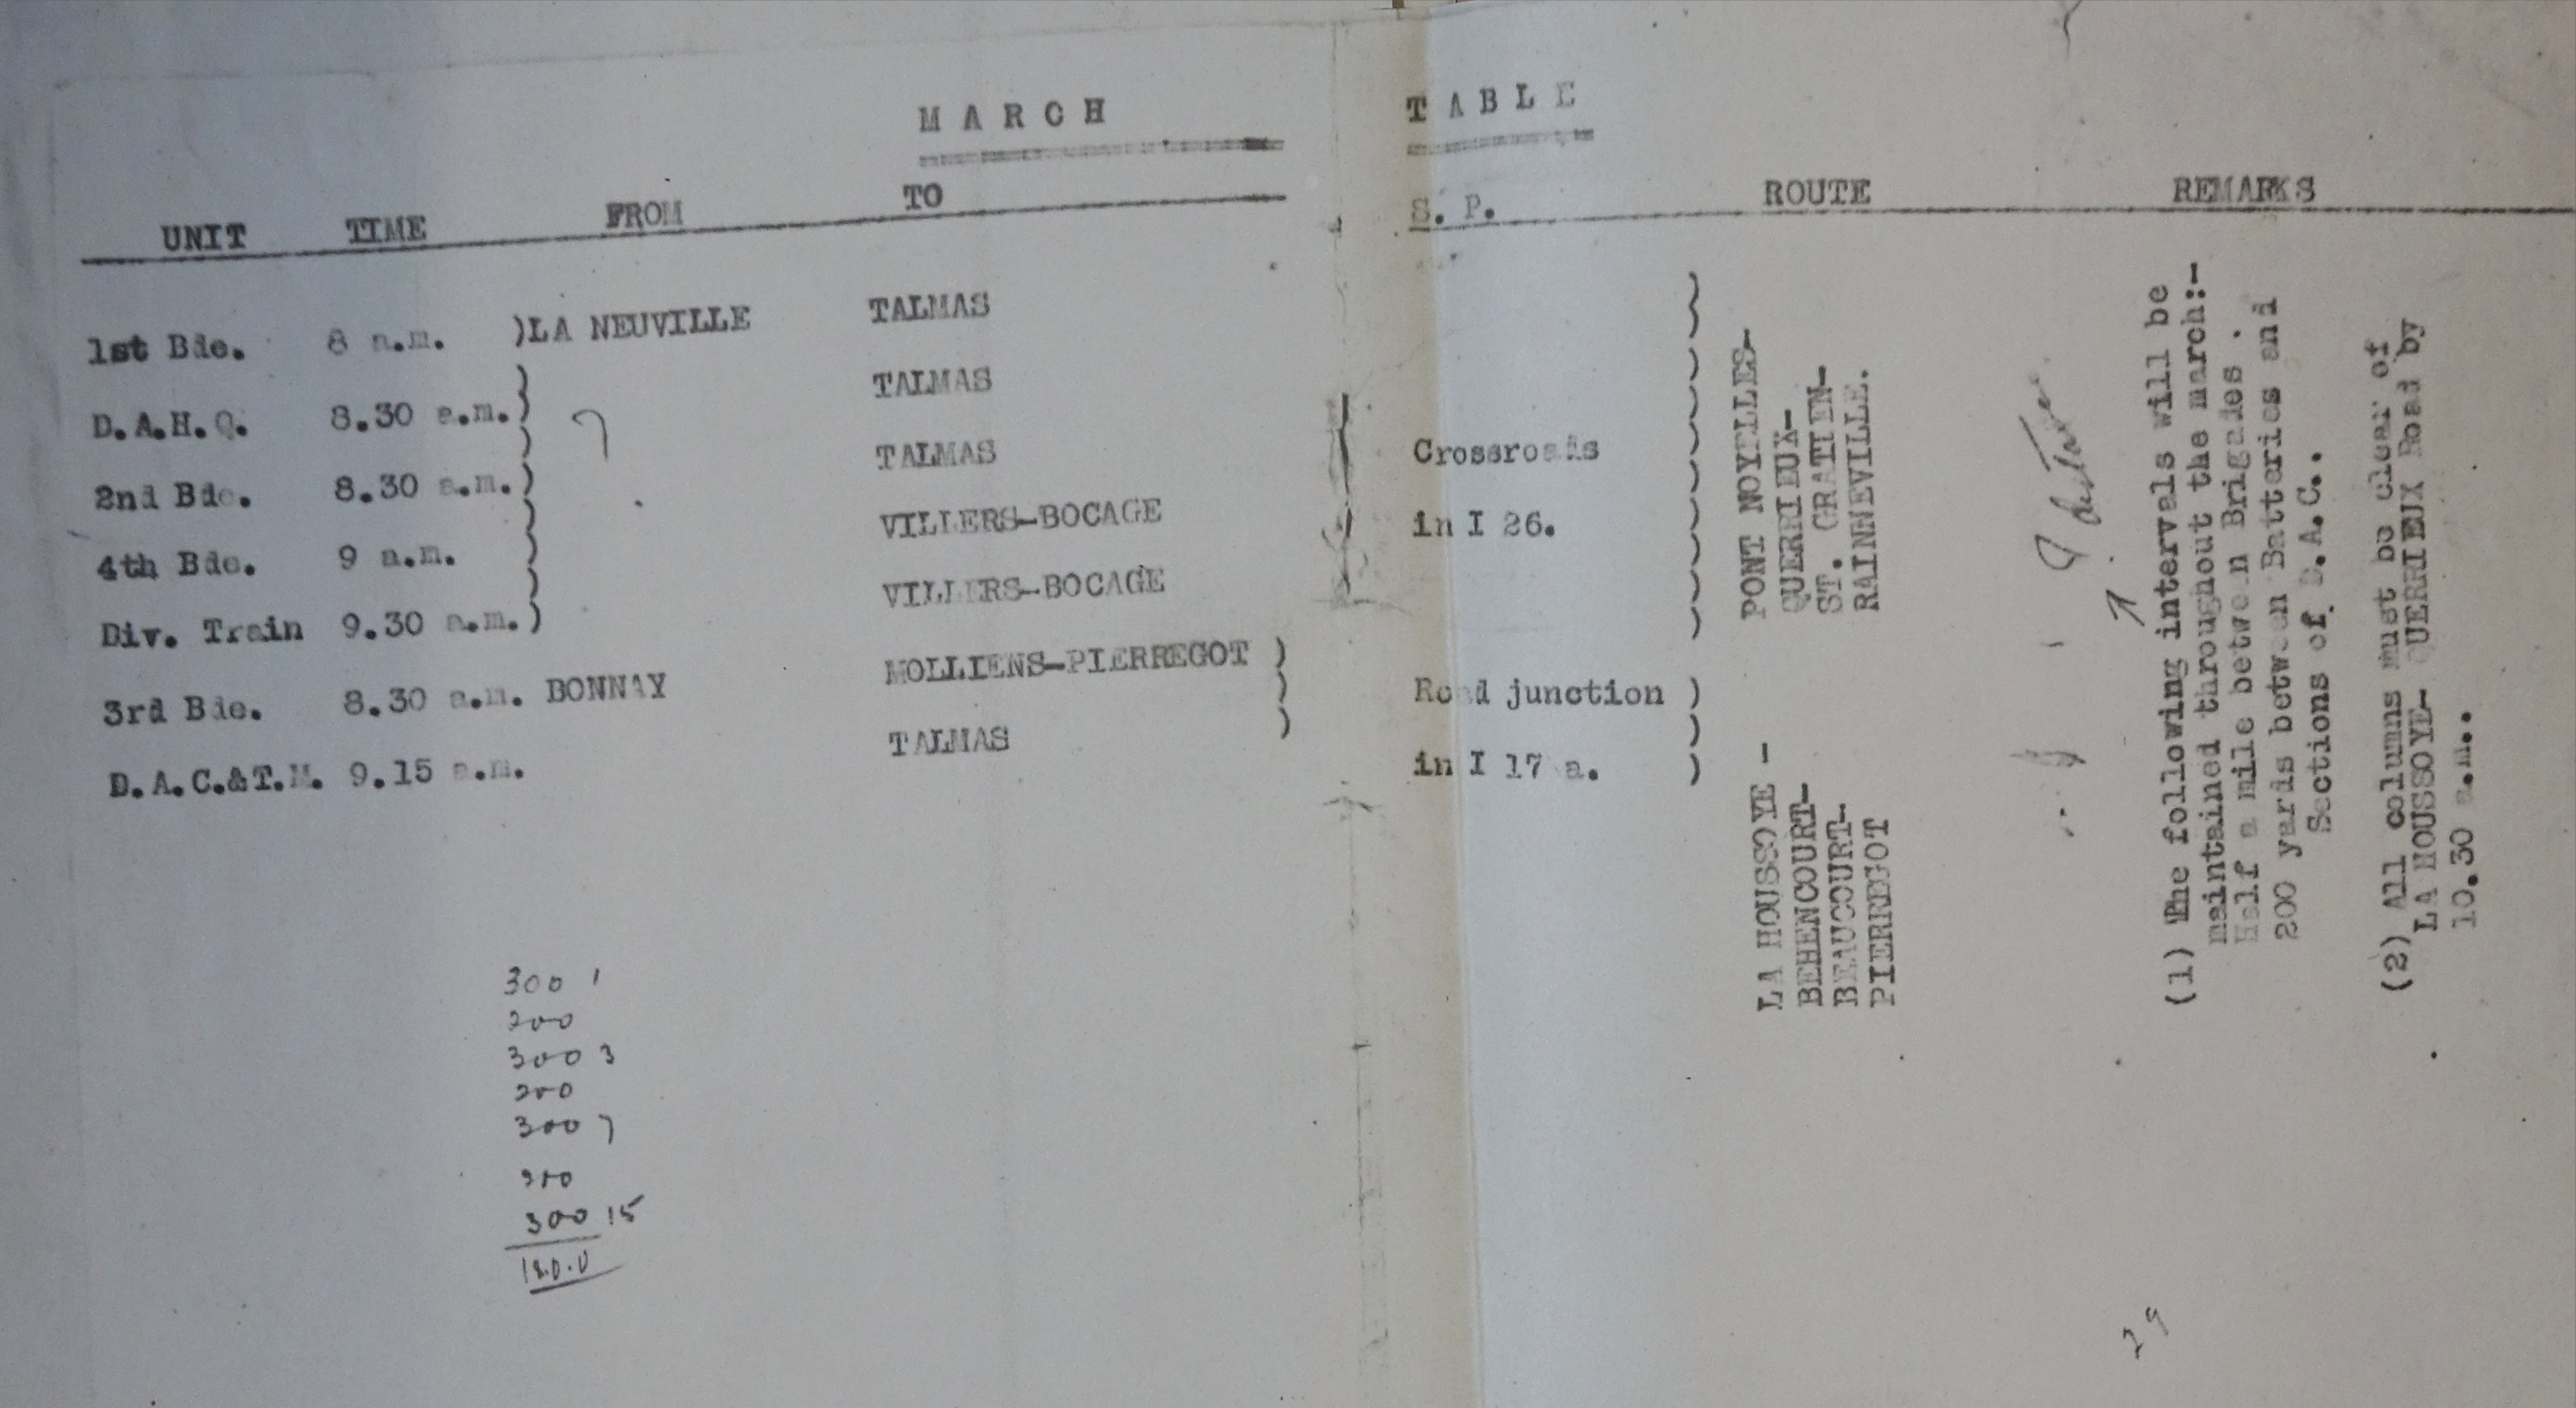 MARCH TABLE
UNIT TIME FROM TO S. P. ROUTE REMARKS
1st Bde. 8 a.m. )LA NEUVILLE TALMAS
D.A.H.Q. 8.30 a.m.) TALMAS
2nd Bde. 8.30 a.m.) TALMAS Crossroads
4th Bde. 9 a.m. ) VILLERS-BOCAGE in I 26.
Div. Train 9.30 a.m.) VILLERS-BOCAGE
3rd Bde. 8.30 a.m. BONNAY MOLLIENS-PIERREGOT ) Road junction )
D.A.C.&T.M. 9.15 a.m. TALMAS ) in I 17 a. )
PONT NOYELLES-
QUERRIEUX-
ST. GRATIEN-
RAINNEVILLE.
LA HOUSSOYE -
BEHENCOURT-
BEAUCOURT-
PIERREGOT
(1) The following intervals will be
maintained throughout the march:-
Half a mile between Brigades .
200 yards between Batteries and
Sections of D.A.C..
(2) All columns must be clear of
LA HOUSSOYE- QUERRIEUX Road by
10.30 a.m..
300 1
200
300 3
200
300 7
200
300 15
1800
29